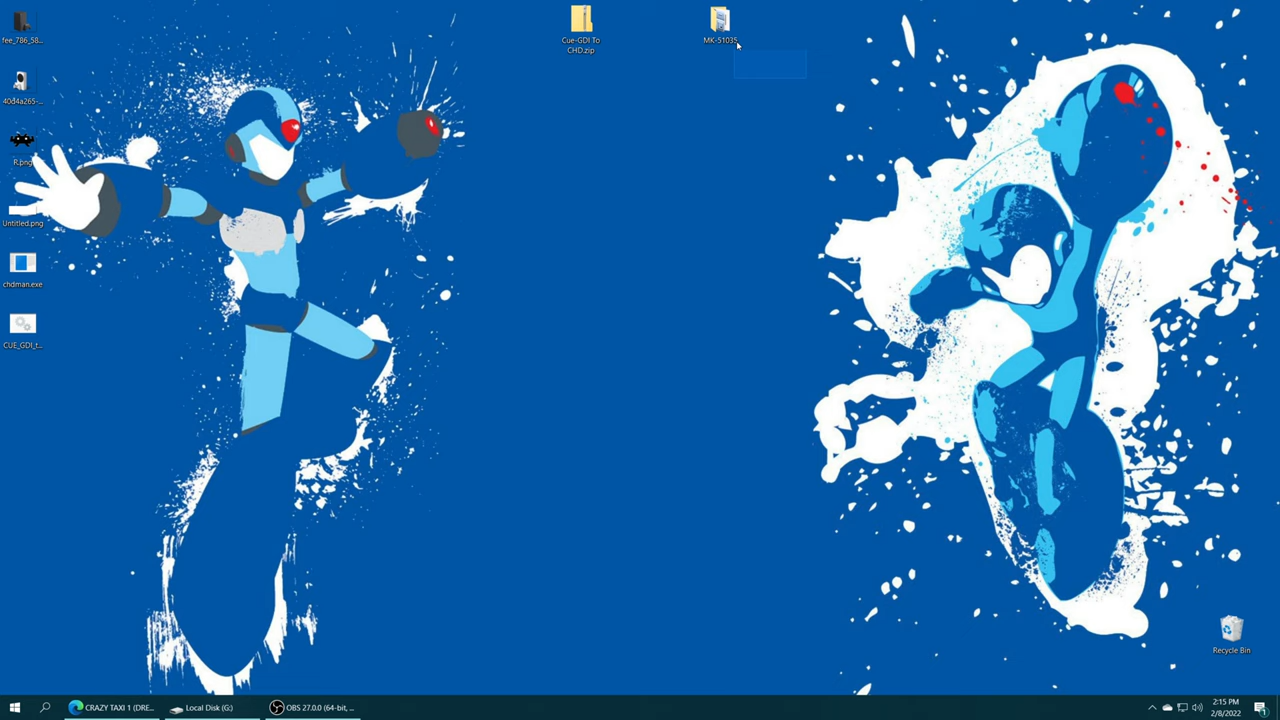 fee_786_58...
40d4a265-...
R.png
Untitled.png
chdman.exe
CUE_GDI_t...
Cue-GDI To
CHD.zip
MK-51035
Recycle Bin
CRAZY TAXI 1 (DRE...
Local Disk (G:)
OBS 27.0.0 (64-bit, ...
2:15 PM
2/8/2022
1